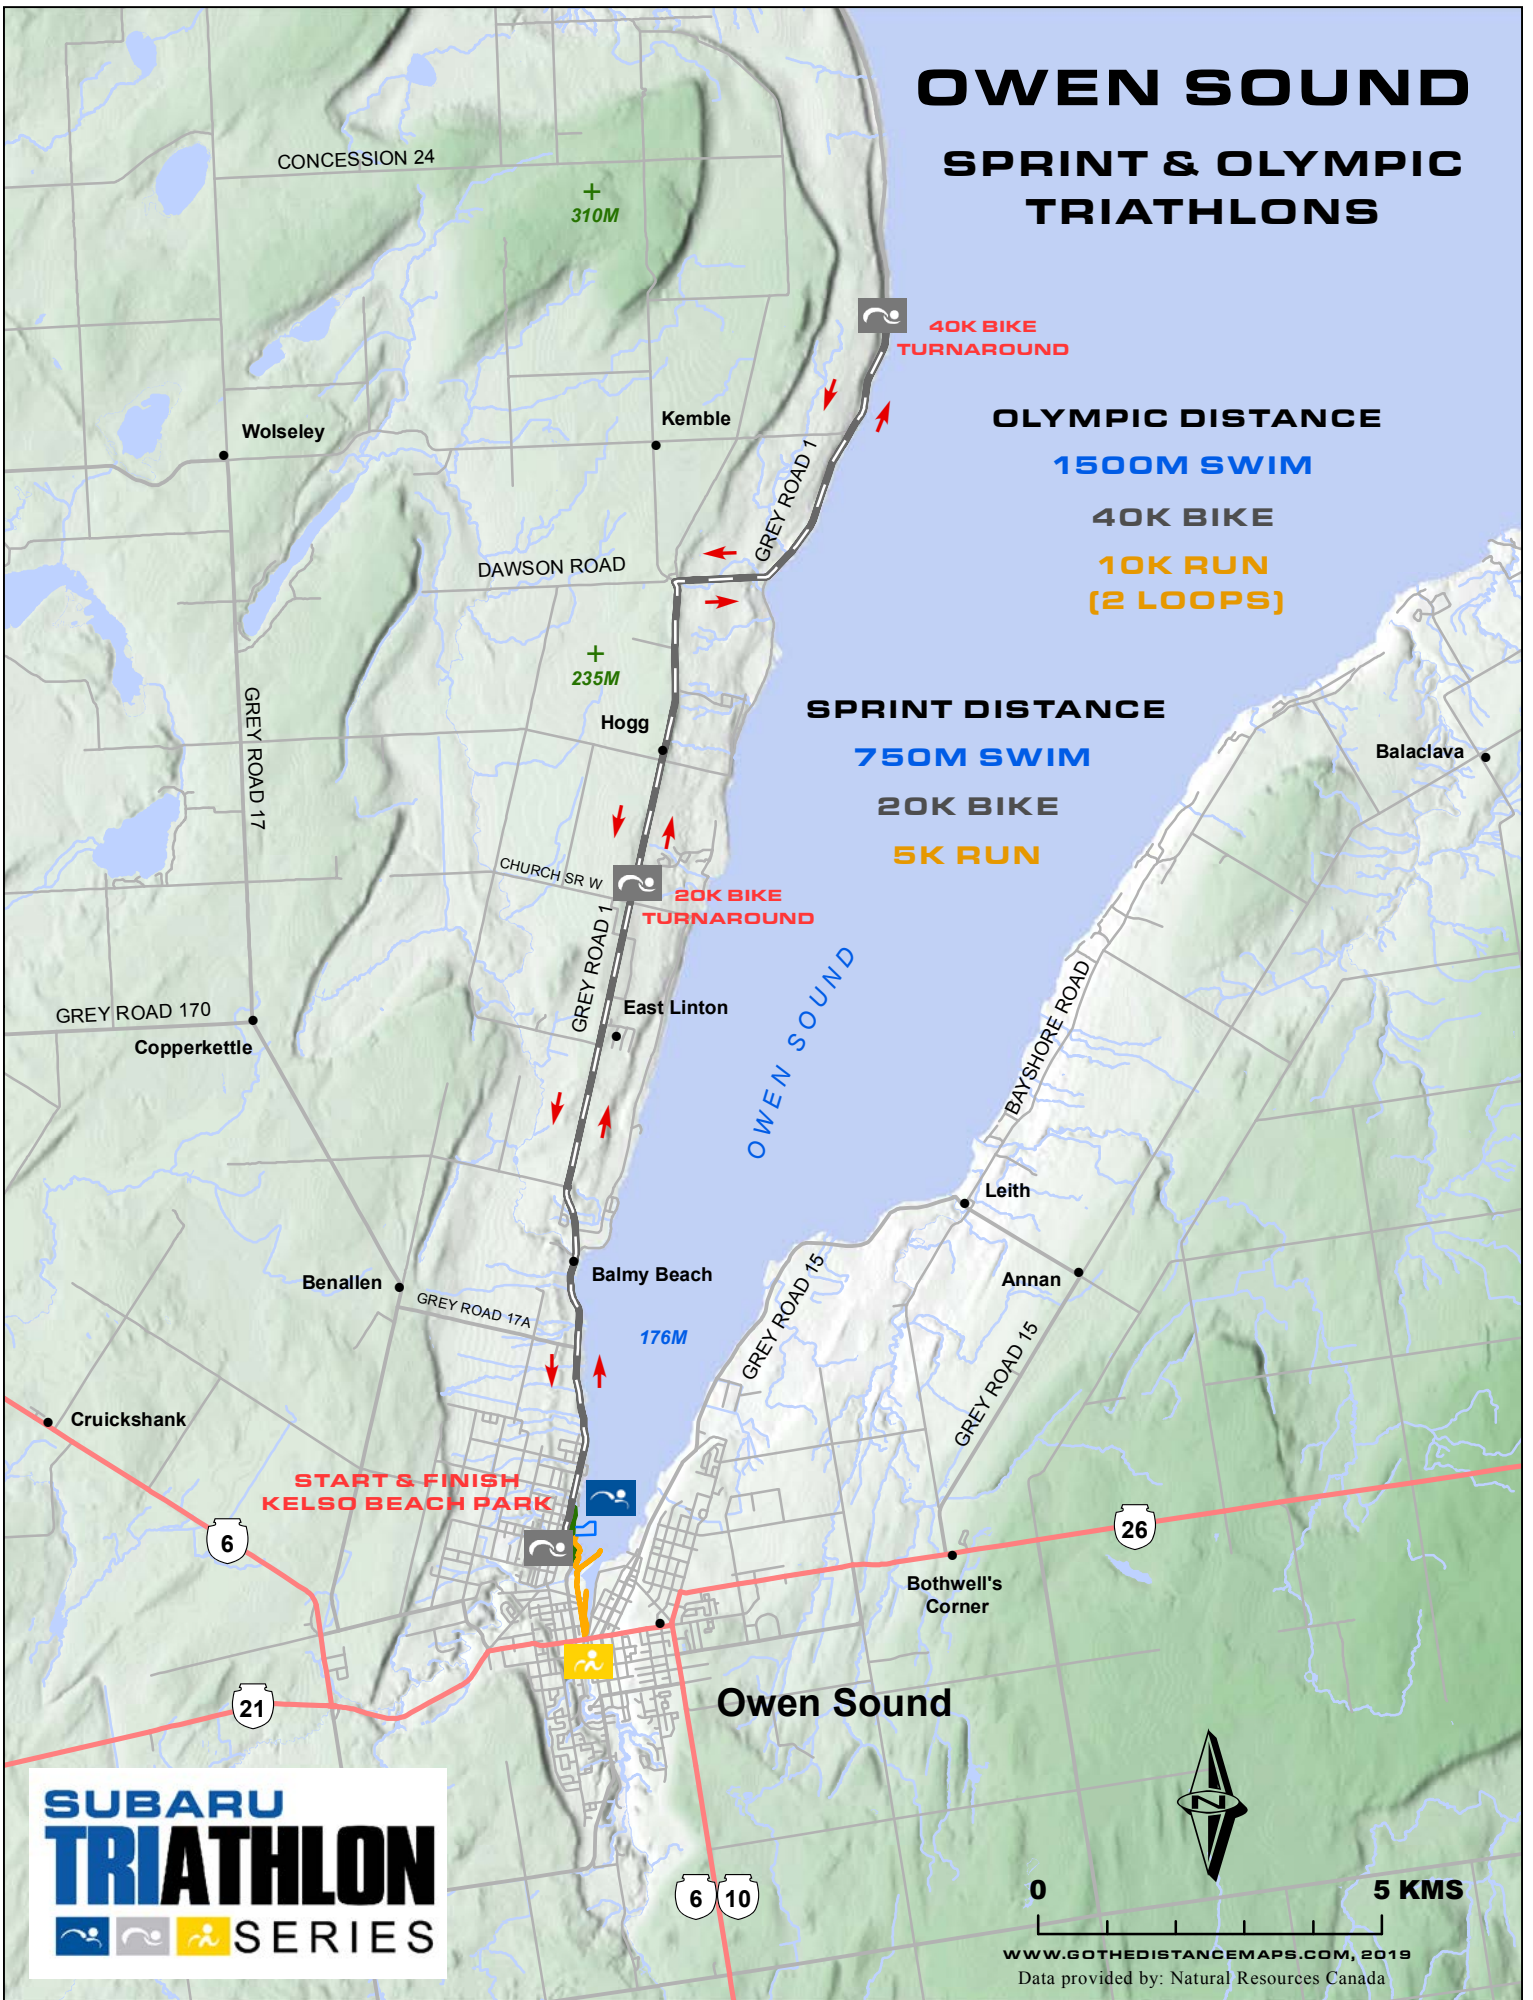 OWEN SOUND
SPRINT & OLYMPIC
TRIATHLONS
CONCESSION 24
310M
40K BIKE
TURNAROUND
OLYMPIC DISTANCE
1500M SWIM
40K BIKE
10K RUN
(2 LOOPS)
Wolseley
Kemble
GREY ROAD 1
DAWSON ROAD
235M
Hogg
GREY ROAD 17
SPRINT DISTANCE
750M SWIM
20K BIKE
5K RUN
Balaclava
CHURCH SR W
20K BIKE
TURNAROUND
GREY ROAD 1
East Linton
GREY ROAD 170
Copperkettle
OWEN SOUND
BAYSHORE ROAD
Leith
Annan
Benallen
GREY ROAD 17A
Balmy Beach
176M
GREY ROAD 15
GREY ROAD 15
Cruickshank
START & FINISH
KELSO BEACH PARK
6
26
Bothwell's
Corner
21
Owen Sound
6
10
N
SUBARU
TRIATHLON
SERIES
0
5 KMS
WWW.GOTHEDISTANCEMAPS.COM, 2019
Data provided by: Natural Resources Canada